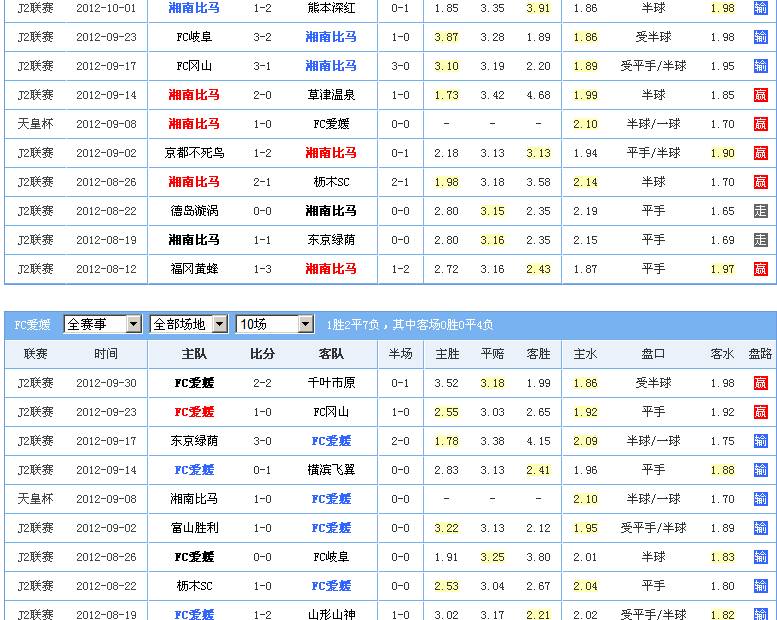 J2联赛 2012-10-01 湘南比马 1-2 熊本深红 0-1 1.85 3.35 3.91 1.86 半球 1.98 输
J2联赛 2012-09-23 FC岐阜 3-2 湘南比马 1-0 3.87 3.28 1.89 1.86 受半球 1.98 输
J2联赛 2012-09-17 FC冈山 3-1 湘南比马 3-0 3.10 3.19 2.20 1.89 受平手/半球 1.95 输
J2联赛 2012-09-14 湘南比马 2-0 草津温泉 1-0 1.73 3.42 4.68 1.99 半球 1.85 赢
天皇杯 2012-09-08 湘南比马 1-0 FC爱媛 0-0 - - - 2.10 半球/一球 1.70 赢
J2联赛 2012-09-02 京都不死鸟 1-2 湘南比马 0-1 2.18 3.13 3.13 1.94 平手/半球 1.90 赢
J2联赛 2012-08-26 湘南比马 2-1 枥木SC 2-1 1.98 3.18 3.58 2.14 半球 1.70 赢
J2联赛 2012-08-22 德岛漩涡 0-0 湘南比马 0-0 2.80 3.15 2.35 2.19 平手 1.65 走
J2联赛 2012-08-19 湘南比马 1-1 东京绿荫 0-0 2.80 3.16 2.35 2.15 平手 1.69 走
J2联赛 2012-08-12 福冈黄蜂 1-3 湘南比马 1-2 2.72 3.16 2.43 1.87 平手 1.97 赢
FC爱媛 全赛事 全部场地 10场 1胜2平7负，其中客场0胜0平4负
联赛 时间 主队 比分 客队 半场 主胜 平赔 客胜 主水 盘口 客水 盘路
J2联赛 2012-09-30 FC爱媛 2-2 千叶市原 0-1 3.52 3.18 1.99 1.86 受半球 1.98 赢
J2联赛 2012-09-23 FC爱媛 1-0 FC冈山 1-0 2.55 3.03 2.65 1.92 平手 1.92 赢
J2联赛 2012-09-17 东京绿荫 3-0 FC爱媛 2-0 1.78 3.38 4.15 2.09 半球/一球 1.75 输
J2联赛 2012-09-14 FC爱媛 0-1 横滨飞翼 0-0 2.83 3.13 2.41 1.96 平手 1.88 输
天皇杯 2012-09-08 湘南比马 1-0 FC爱媛 0-0 - - - 2.10 半球/一球 1.70 输
J2联赛 2012-09-02 富山胜利 1-0 FC爱媛 0-0 3.22 3.13 2.12 1.95 受平手/半球 1.89 输
J2联赛 2012-08-26 FC爱媛 0-0 FC岐阜 0-0 1.91 3.25 3.80 2.01 半球 1.83 输
J2联赛 2012-08-22 枥木SC 1-0 FC爱媛 0-0 2.53 3.04 2.67 2.04 平手 1.80 输
J2联赛 2012-08-19 FC爱媛 1-2 山形山神 1-0 3.02 3.17 2.21 2.02 受平手/半球 1.82 输